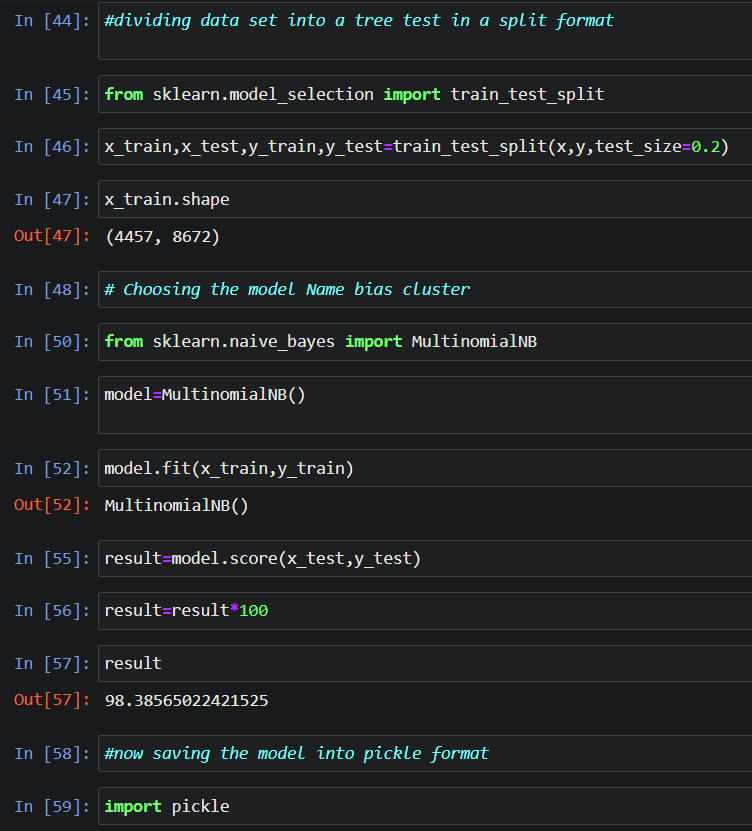 In [44]: #dividing data set into a tree test in a split format
In [45]: from sklearn.model_selection import train_test_split
In [46]: x_train,x_test,y_train,y_test=train_test_split(x,y,test_size=0.2)
In [47]: x_train.shape
Out[47]: (4457, 8672)
In [48]: # Choosing the model Name bias cluster
In [50]: from sklearn.naive_bayes import MultinomialNB
In [51]: model=MultinomialNB()
In [52]: model.fit(x_train,y_train)
Out[52]: MultinomialNB()
In [55]: result=model.score(x_test,y_test)
In [56]: result=result*100
In [57]: result
Out[57]: 98.38565022421525
In [58]: #now saving the model into pickle format
In [59]: import pickle